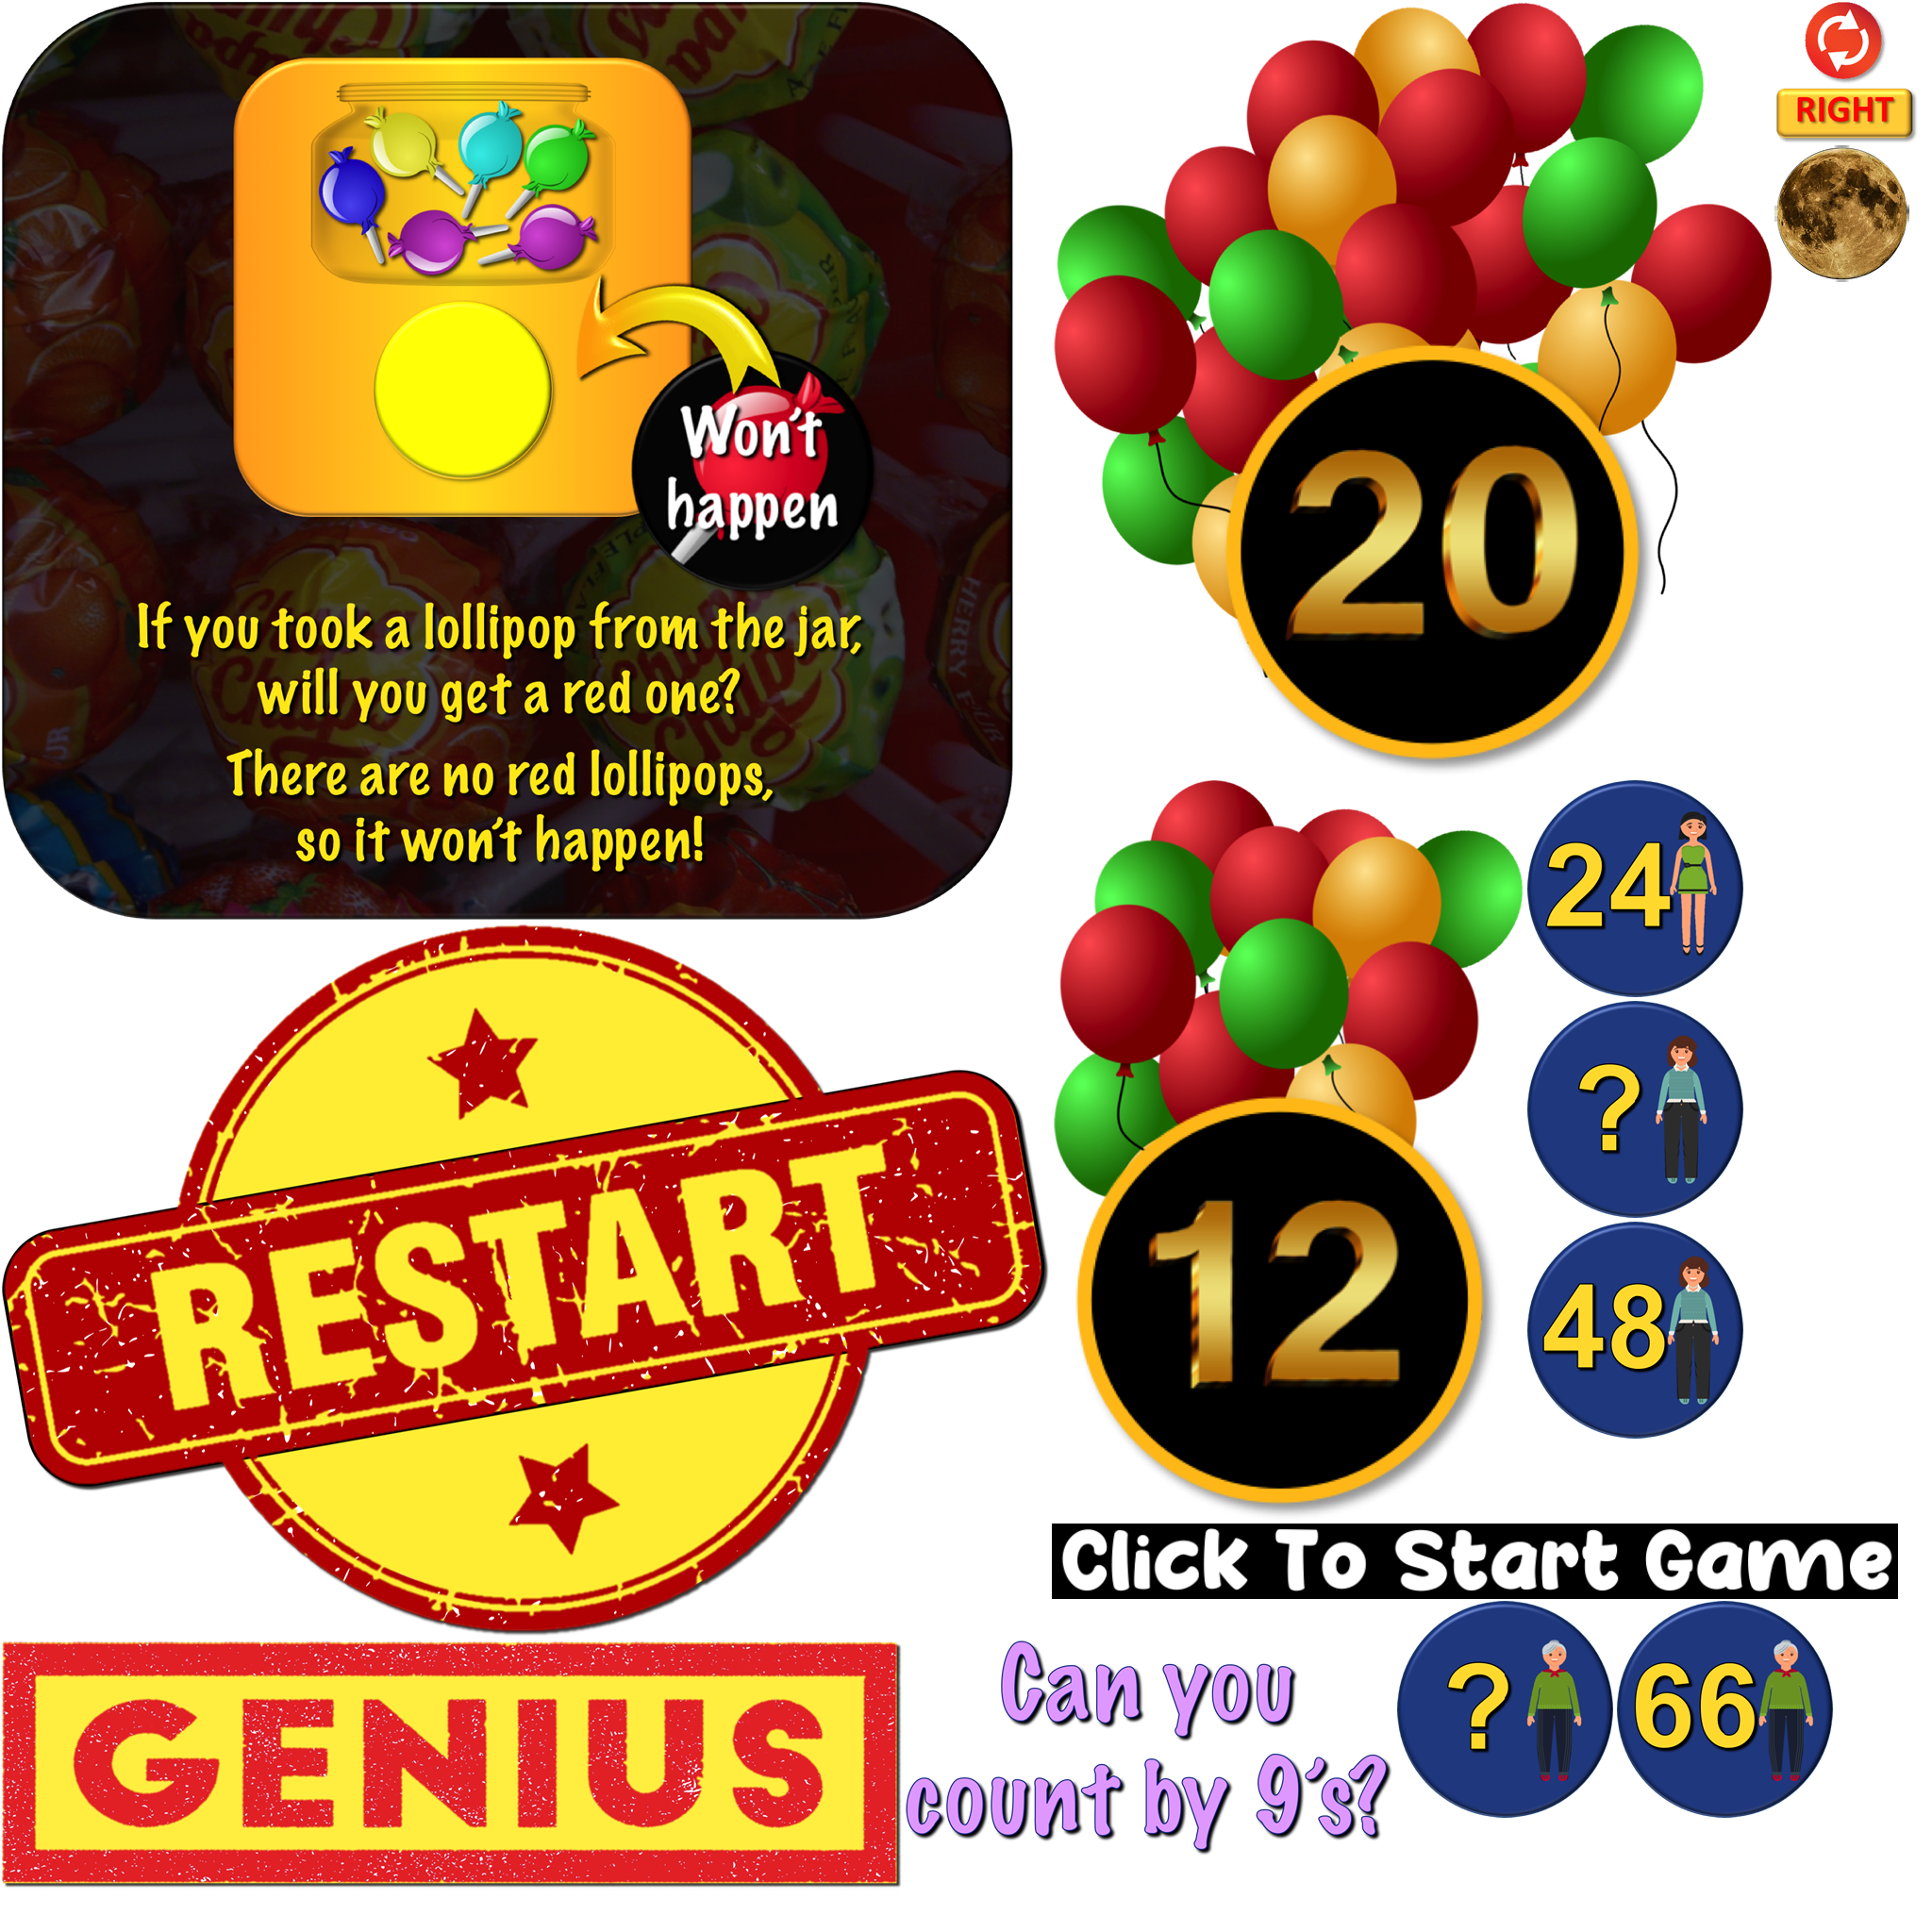 Won't
happen
If you took a lollipop from the jar,
will you get a red one?
There are no red lollipops,
so it won't happen!
RIGHT
20
24
?
48
12
RESTART
Click To Start Game
GENIUS
Can you
count by 9's?
?
66